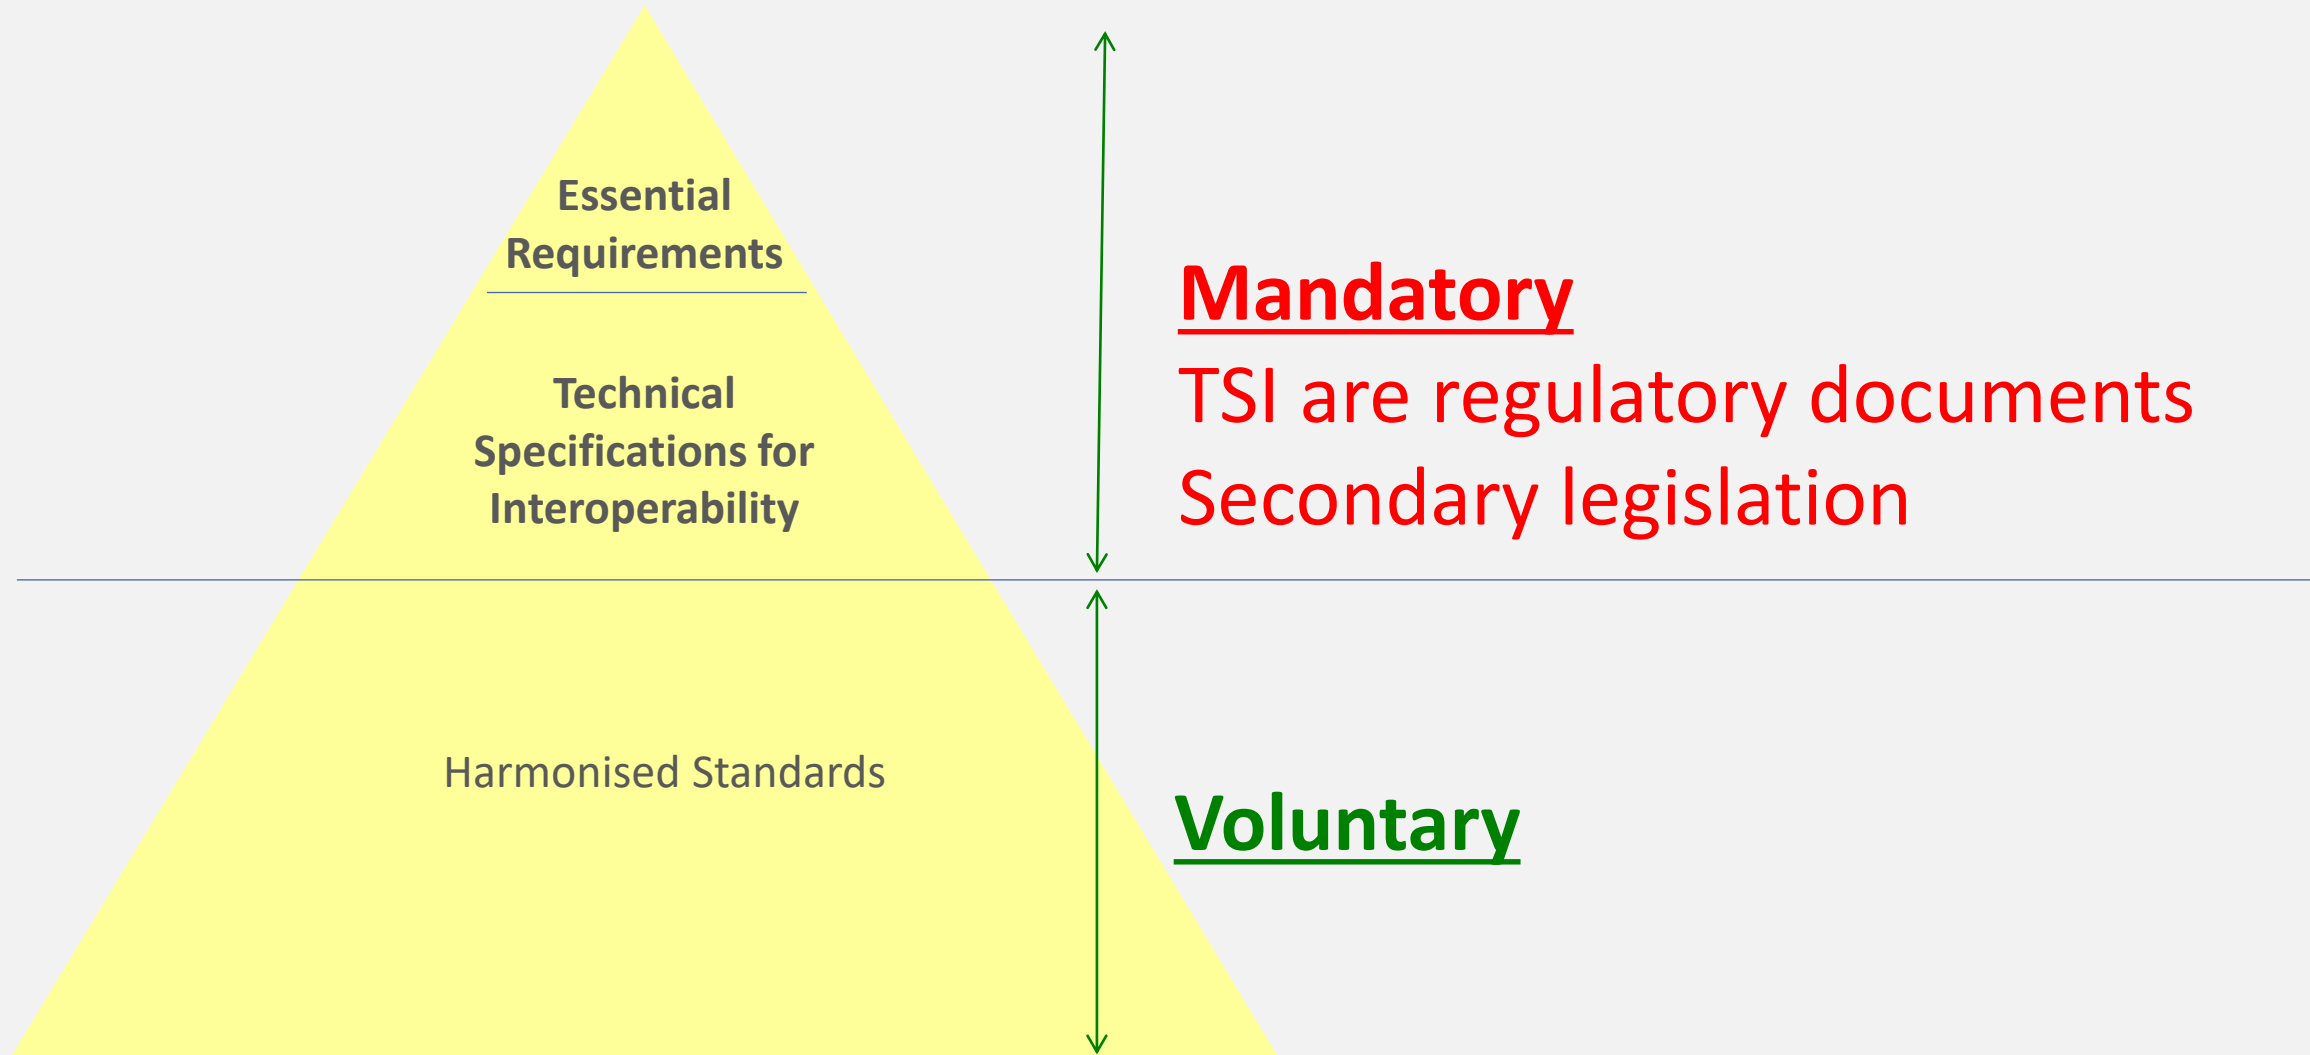 Essential
Requirements
Technical
Specifications for
Interoperability
Mandatory
TSI are regulatory documents
Secondary legislation
Harmonised Standards
Voluntary